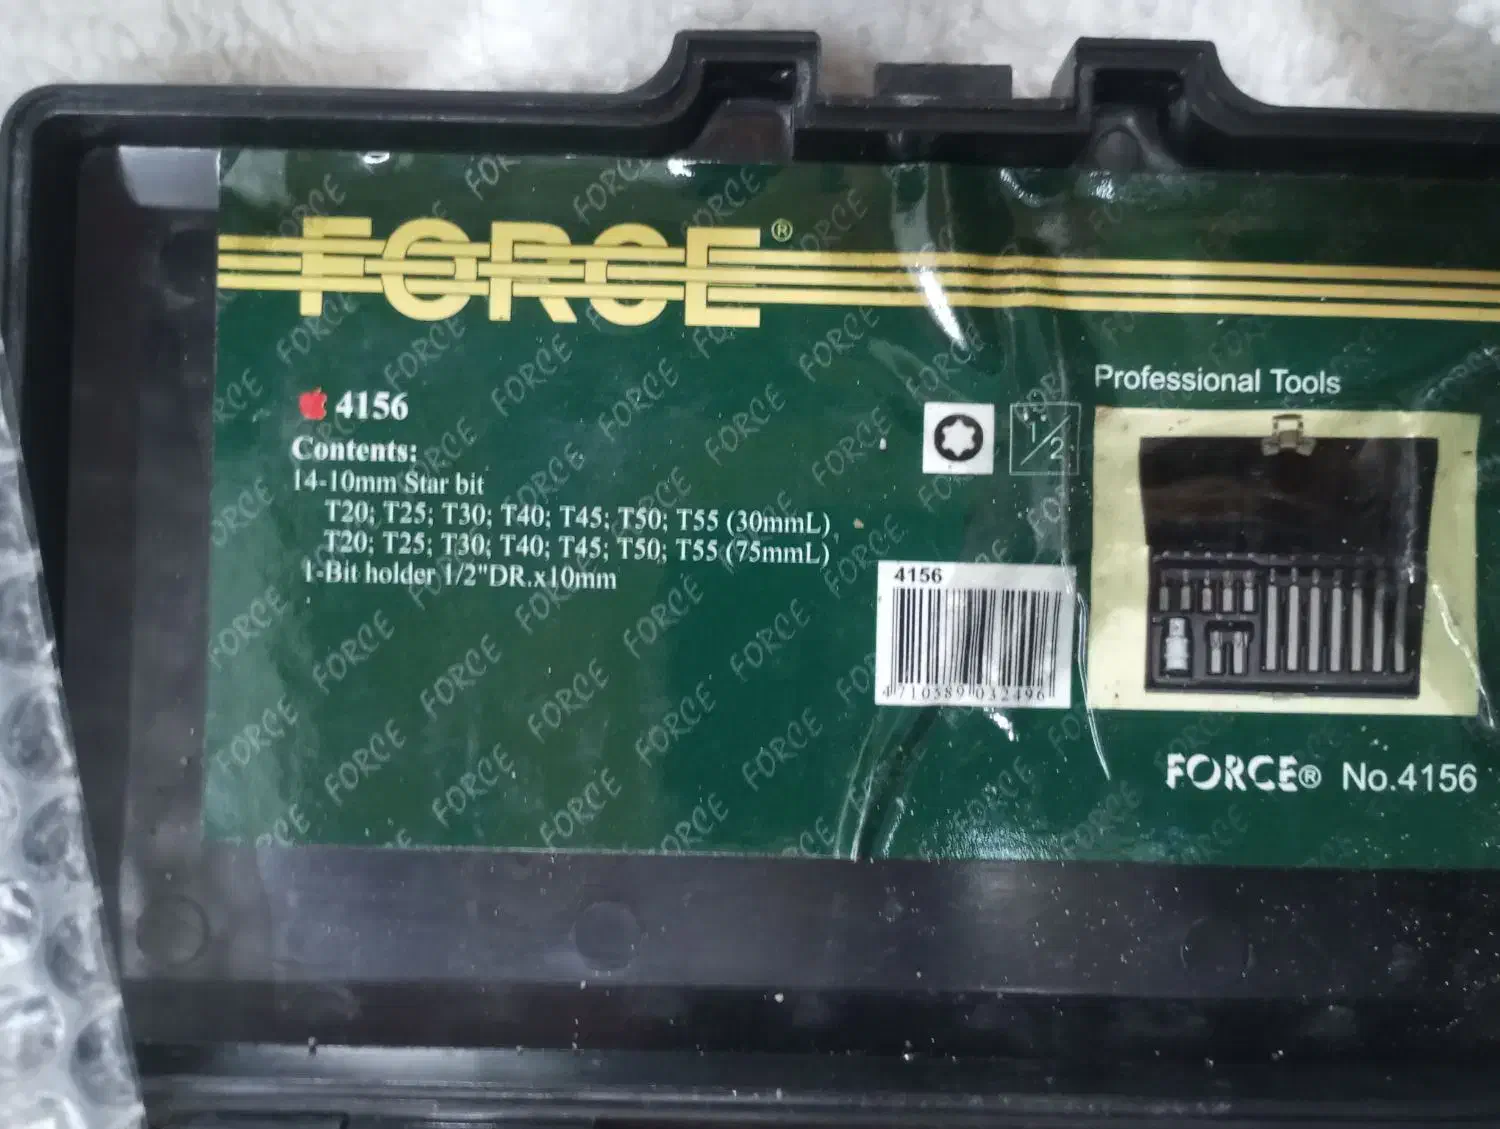 FORCE®
4156
Contents:
14-10mm Star bit
T20; T25; T30; T40; T45; T50; T55 (30mmL)
T20; T25; T30; T40; T45; T50; T55 (75mmL)
1-Bit holder 1/2"DR.x10mm
1/2
Professional Tools
4156
4710589032496
FORCE® No.4156